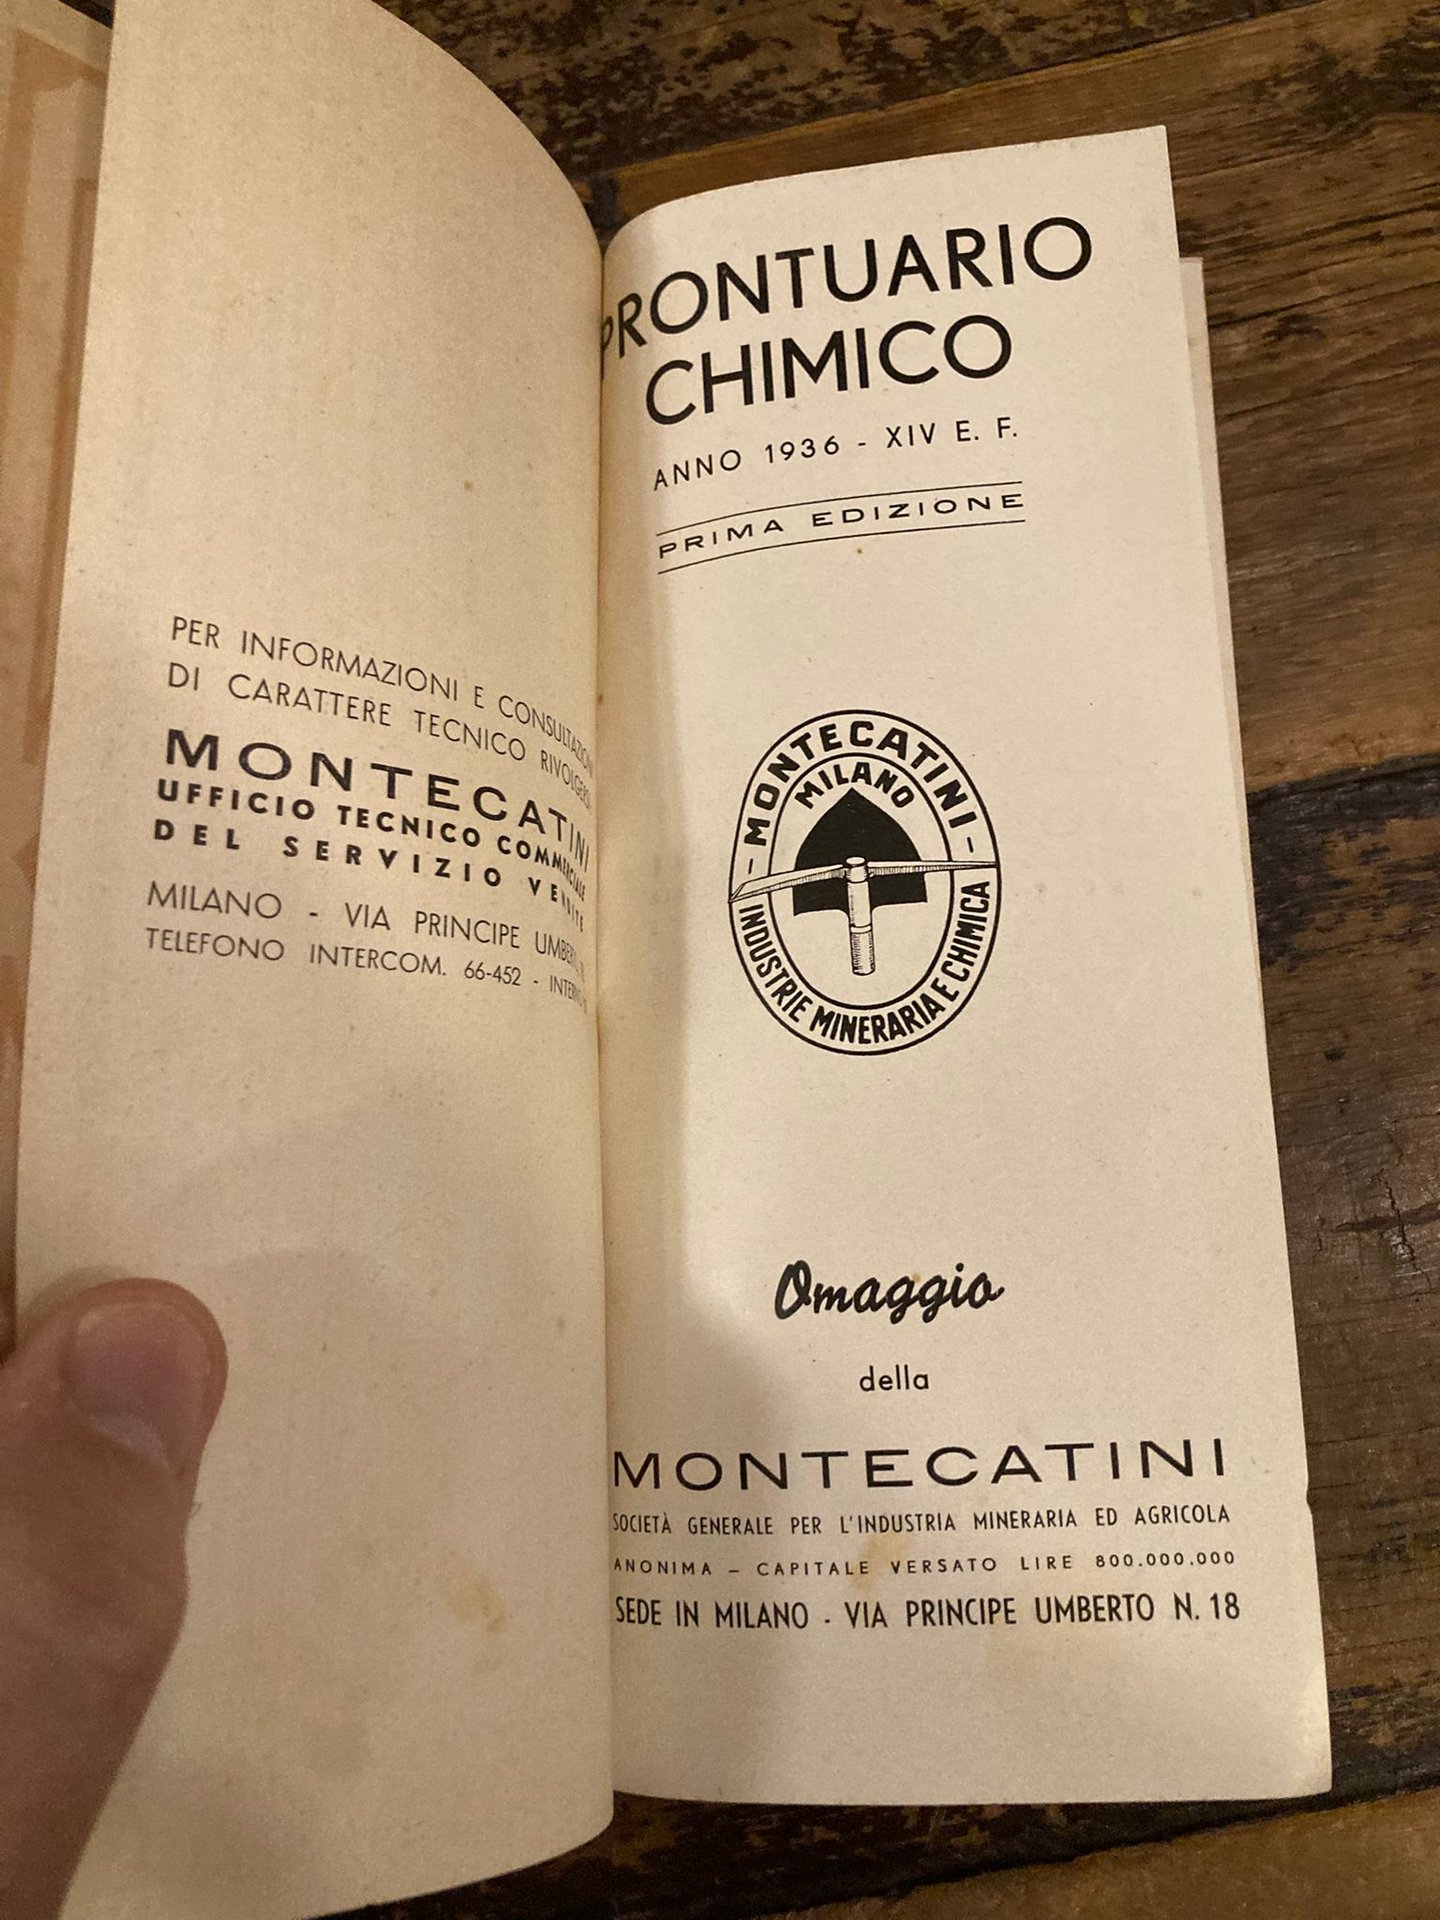 PER INFORMAZIONI E CONSULTAZIONI
DI CARATTERE TECNICO RIVOLGERSI
MONTECATINI
UFFICIO TECNICO COMMERCIALE
DEL SERVIZIO VENDITE
MILANO - VIA PRINCIPE UMBERTO
TELEFONO INTERCOM. 66-452 - INTERNO
PRONTUARIO
CHIMICO
ANNO 1936 - XIV E. F.
PRIMA EDIZIONE
- MONTECATINI -
MILANO
INDUSTRIE MINERARIA E CHIMICA
Omaggio
della
MONTECATINI
SOCIETÀ GENERALE PER L'INDUSTRIA MINERARIA ED AGRICOLA
ANONIMA – CAPITALE VERSATO LIRE 800.000.000
SEDE IN MILANO - VIA PRINCIPE UMBERTO N. 18